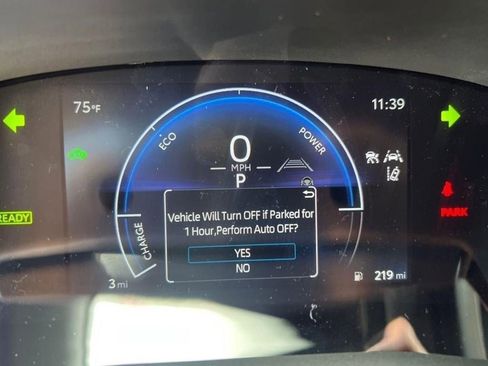 75°F
11:39
ECO
POWER
0
MPH
P
READY
Vehicle Will Turn OFF if Parked for
1 Hour,Perform Auto OFF?
YES
NO
CHARGE
PARK
3 mi
219 mi